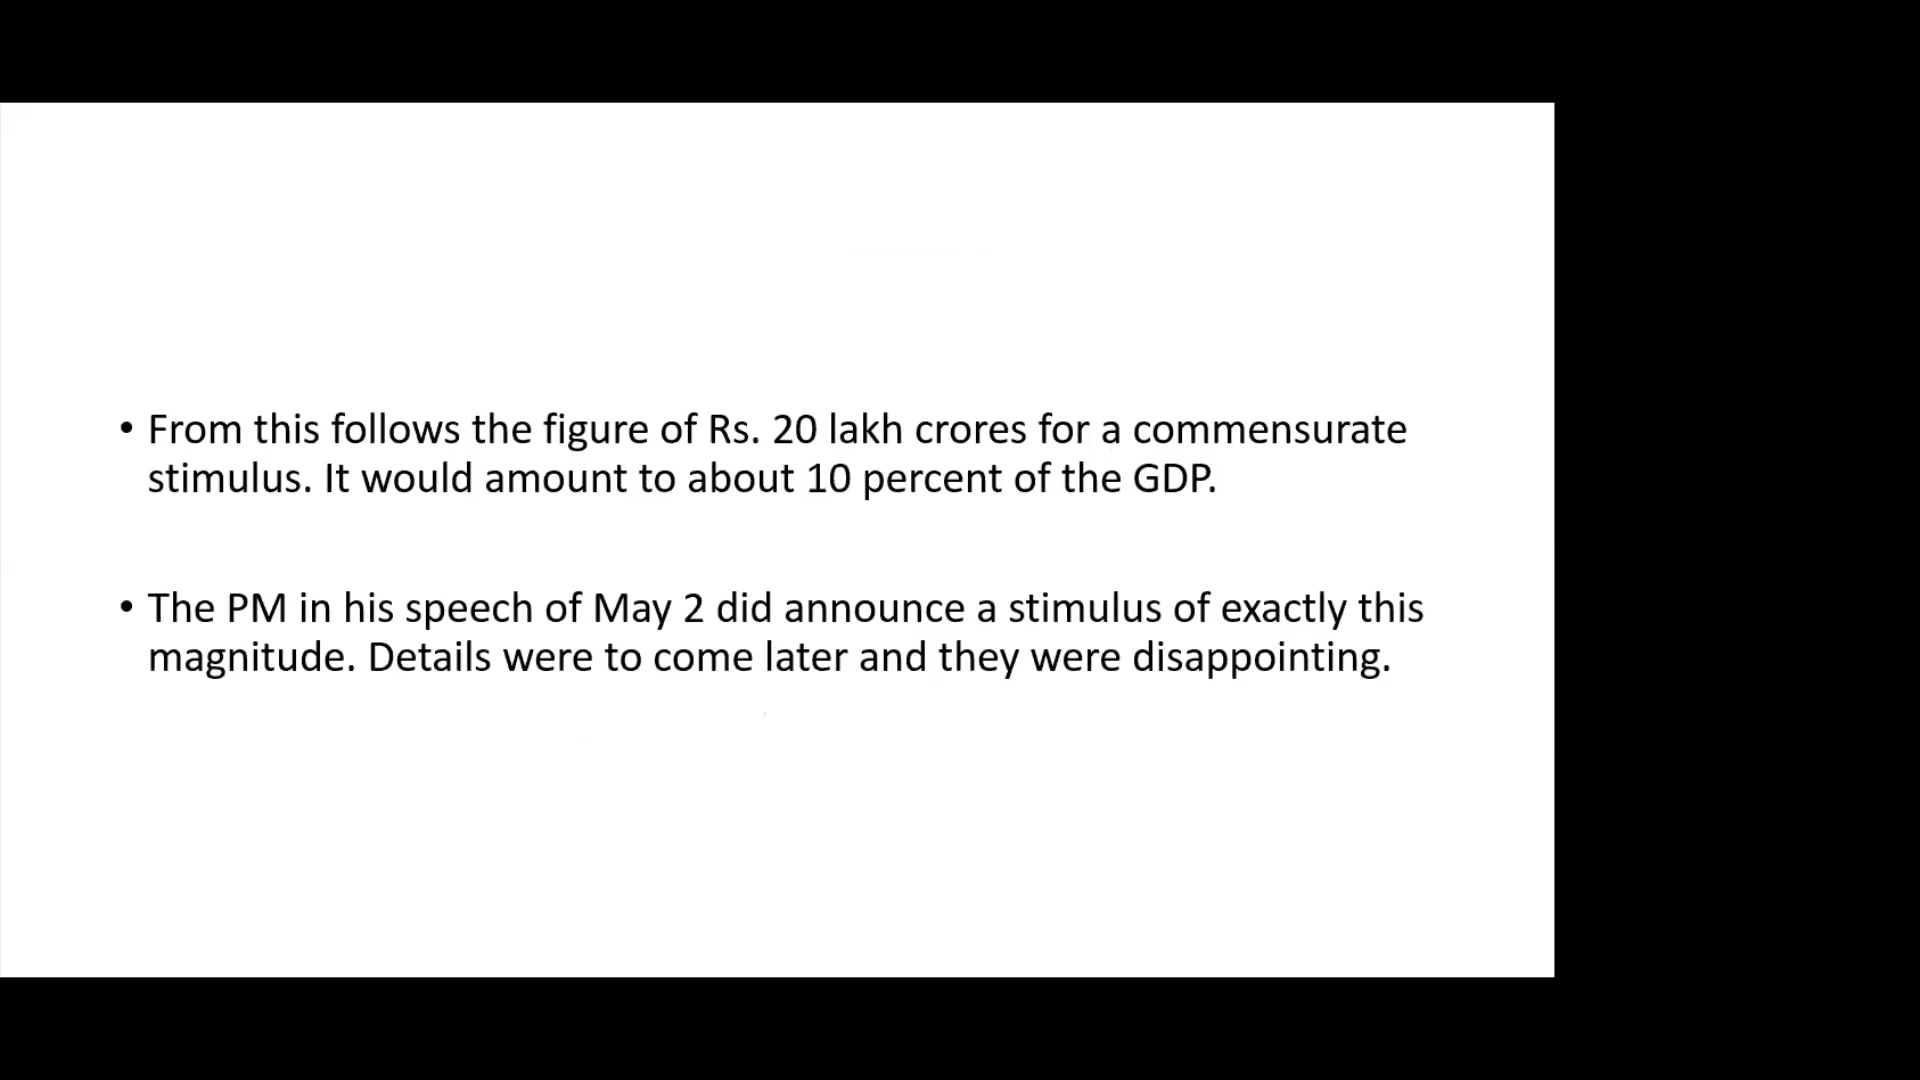 • From this follows the figure of Rs. 20 lakh crores for a commensurate
stimulus. It would amount to about 10 percent of the GDP.
• The PM in his speech of May 2 did announce a stimulus of exactly this
magnitude. Details were to come later and they were disappointing.